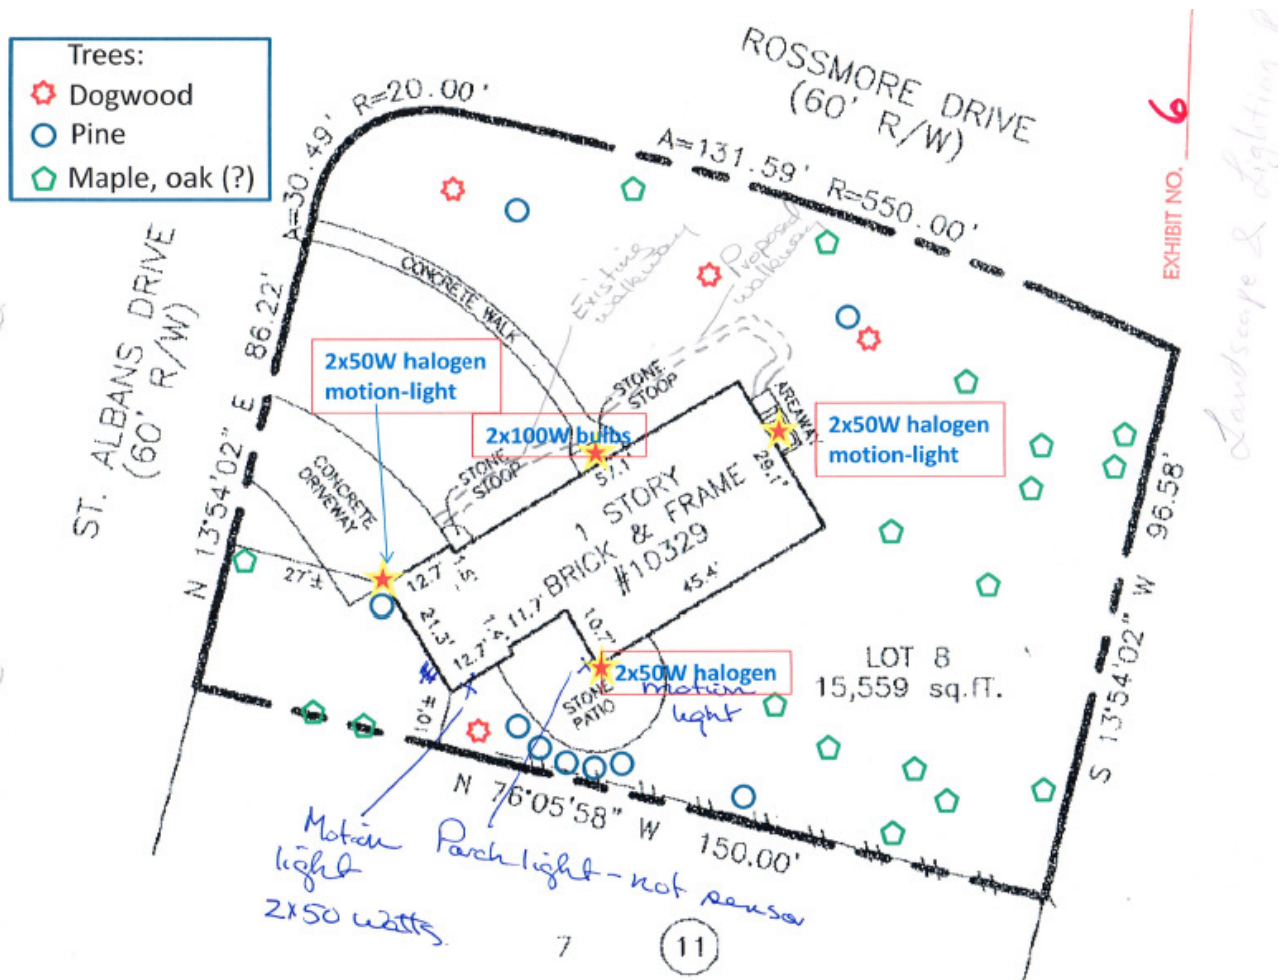 Trees:
Dogwood
Pine
Maple, oak (?)
ROSSMORE DRIVE
(60' R/W)
EXHIBIT NO. 6
Landscape & Lighting
R=20.00'
A=30.49'
A=131.59' R=550.00'
ST. ALBANS DRIVE
(60' R/W)
N 13°54'02" E 86.22'
CONCRETE WALK
Existing
walkway
Proposed
walkway
2x50W halogen
motion-light
STONE
STOOP
AREAWAY
2x100W bulbs
2x50W halogen
motion-light
STONE
STOOP
CONCRETE
DRIVEWAY
57.1'
29.1'
1 STORY
BRICK & FRAME
#10329
27'±
12.7'
21.3'
12.7'
11.7'
10.7'
45.4'
96.58'
S 13°54'02" W
LOT 8
15,559 sq.fT.
2x50W halogen
motion
light
STONE
PATIO
10'±
N 76°05'58" W 150.00'
Motion
light
2x50 watts
Porch light - not sensor
7
11